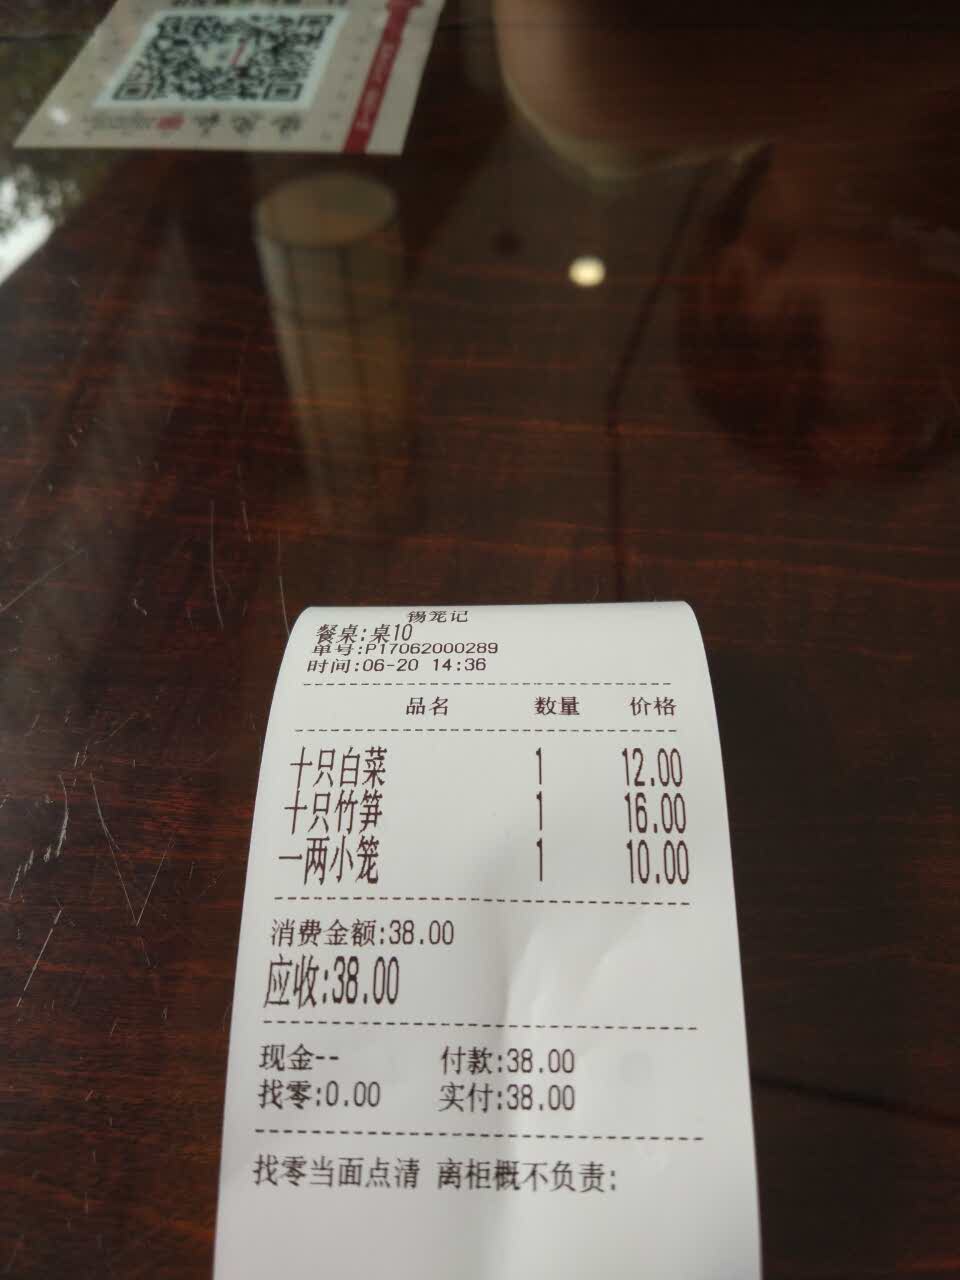 锡笼记
餐桌:桌10
单号:P17062000289
时间:06-20 14:36
品名 数量 价格
十只白菜 1 12.00
十只竹笋 1 16.00
一两小笼 1 10.00
消费金额:38.00
应收:38.00
现金-- 付款:38.00
找零:0.00 实付:38.00
找零当面点清 离柜概不负责: